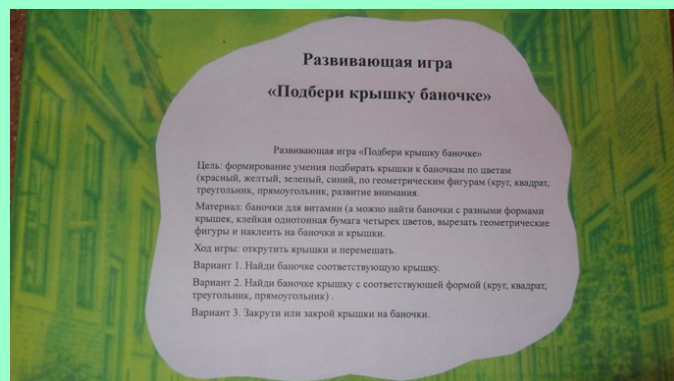 Развивающая игра
«Подбери крышку баночке»
Развивающая игра «Подбери крышку баночке»
Цель: формирование умения подбирать крышки к баночкам по цветам
(красный, желтый, зеленый, синий, по геометрическим фигурам (круг, квадрат,
треугольник, прямоугольник, развитие внимания.
Материал: баночки для витамин (а можно найти баночки с разными формами
крышек, клейкая однотонная бумага четырех цветов, вырезать геометрические
фигуры и наклеить на баночки и крышки.
Ход игры: открутить крышки и перемешать.
Вариант 1. Найди баночке соответствующую крышку.
Вариант 2. Найди баночке крышку с соответствующей формой (круг, квадрат,
треугольник, прямоугольник) .
Вариант 3. Закрути или закрой крышки на баночки.